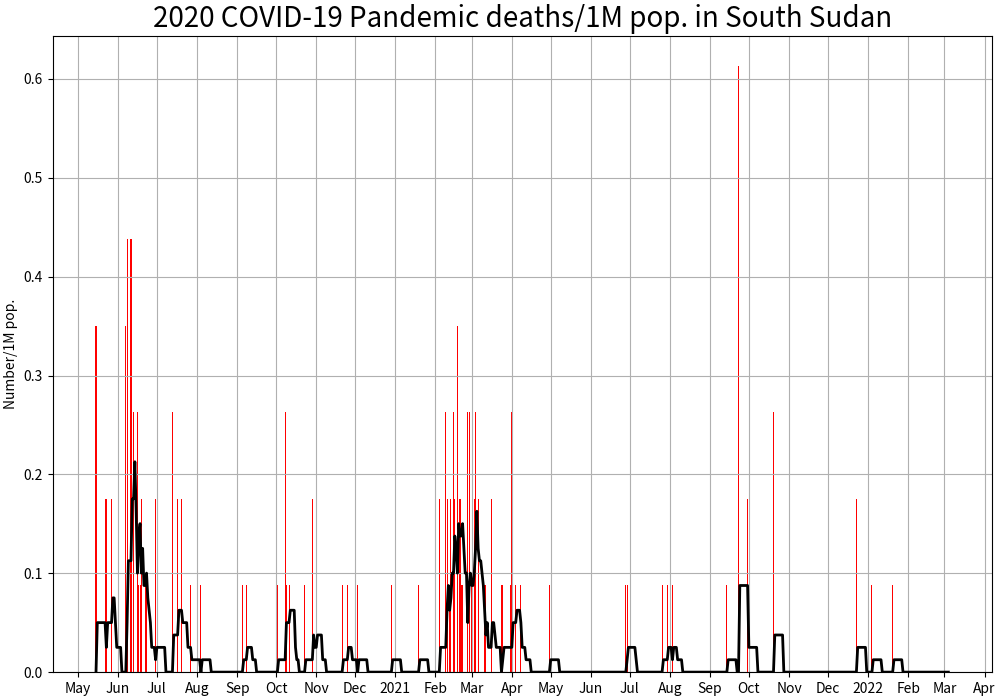 2020 COVID-19 Pandemic deaths/1M pop. in South Sudan
Number/1M pop.
0.6
0.5
0.4
0.3
0.2
0.1
0.0
May Jun Jul Aug Sep Oct Nov Dec 2021 Feb Mar Apr May Jun Jul Aug Sep Oct Nov Dec 2022 Feb Mar Apr